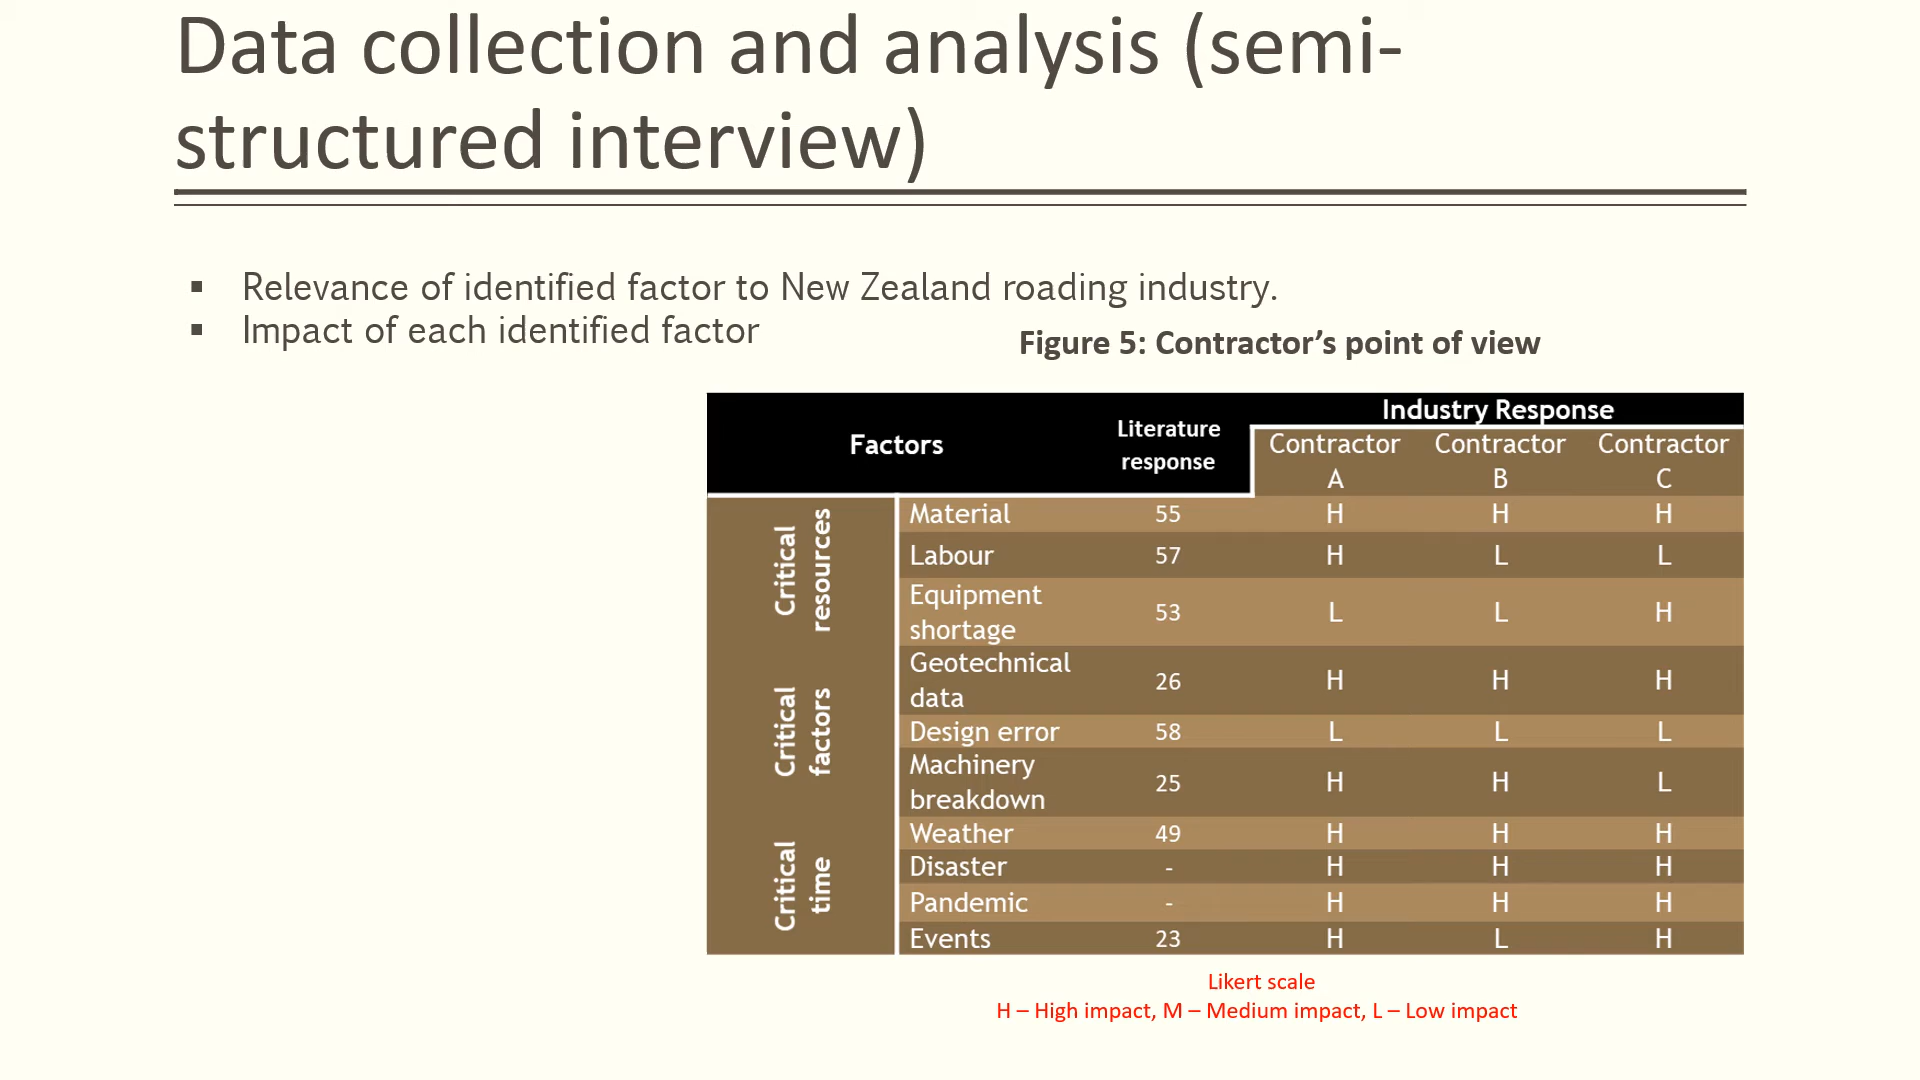 Data collection and analysis (semi-
structured interview)
▪ Relevance of identified factor to New Zealand roading industry.
▪ Impact of each identified factor
Figure 5: Contractor’s point of view
Factors
Literature
response
Industry Response
Contractor Contractor Contractor
A B C
Critical
resources
Material 55 H H H
Labour 57 H L L
Equipment
shortage 53 L L H
Critical
factors
Geotechnical
data 26 H H H
Design error 58 L L L
Machinery
breakdown 25 H H L
Critical
time
Weather 49 H H H
Disaster - H H H
Pandemic - H H H
Events 23 H L H
Likert scale
H – High impact, M – Medium impact, L – Low impact